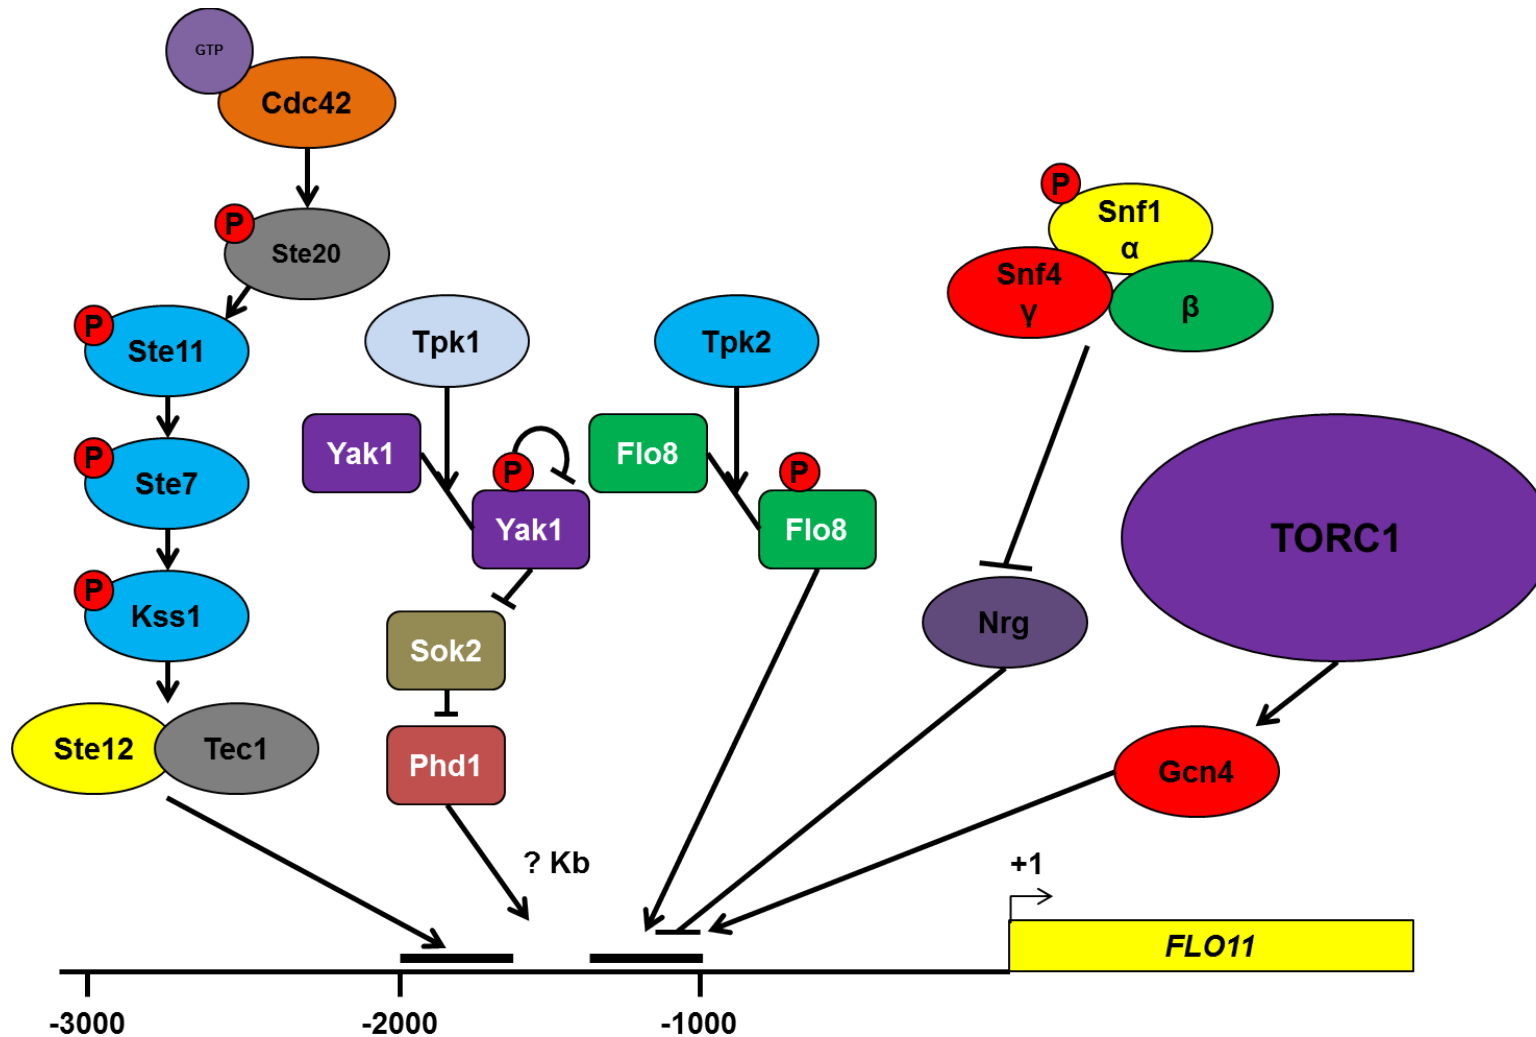 GTP
Cdc42
P
Ste20
P
Ste11
P
Ste7
P
Kss1
Ste12
Tec1
Tpk1
Yak1
P
Yak1
Sok2
Phd1
? Kb
Tpk2
Flo8
P
Flo8
P
Snf1
α
Snf4
γ
β
Nrg
TORC1
Gcn4
+1
FLO11
-3000
-2000
-1000